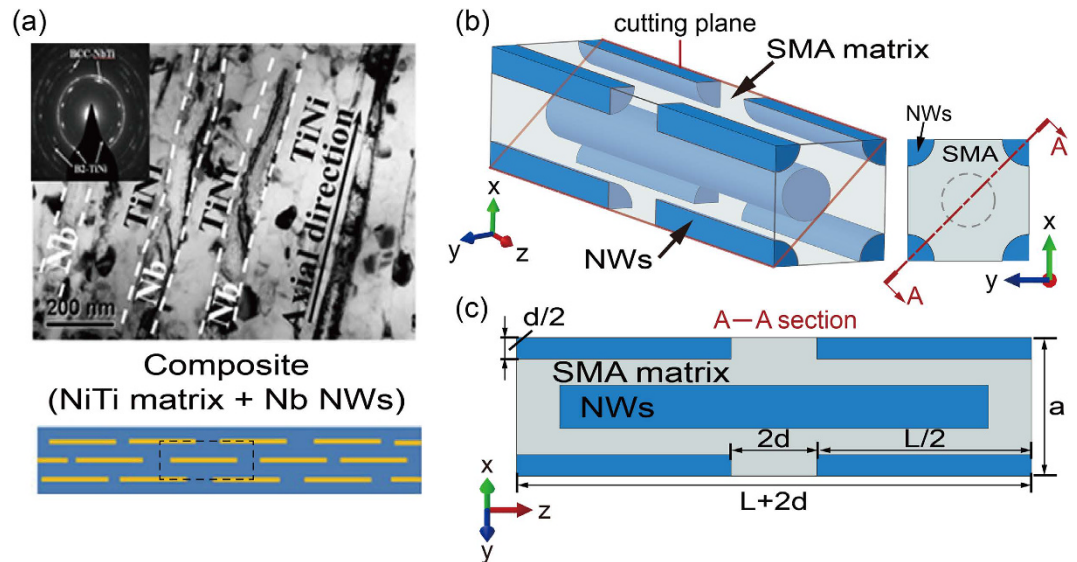 (a)
BCC-NbTi
B2-TiNi
Nb
TiNi
Nb
TiNi
Nb
TiNi
Axial direction
200 nm
Composite
(NiTi matrix + Nb NWs)
(b)
cutting plane
SMA matrix
NWs
x
y
z
NWs
SMA
A
A
x
y
(c)
A—A section
d/2
SMA matrix
NWs
2d
L/2
a
L+2d
x
z
y